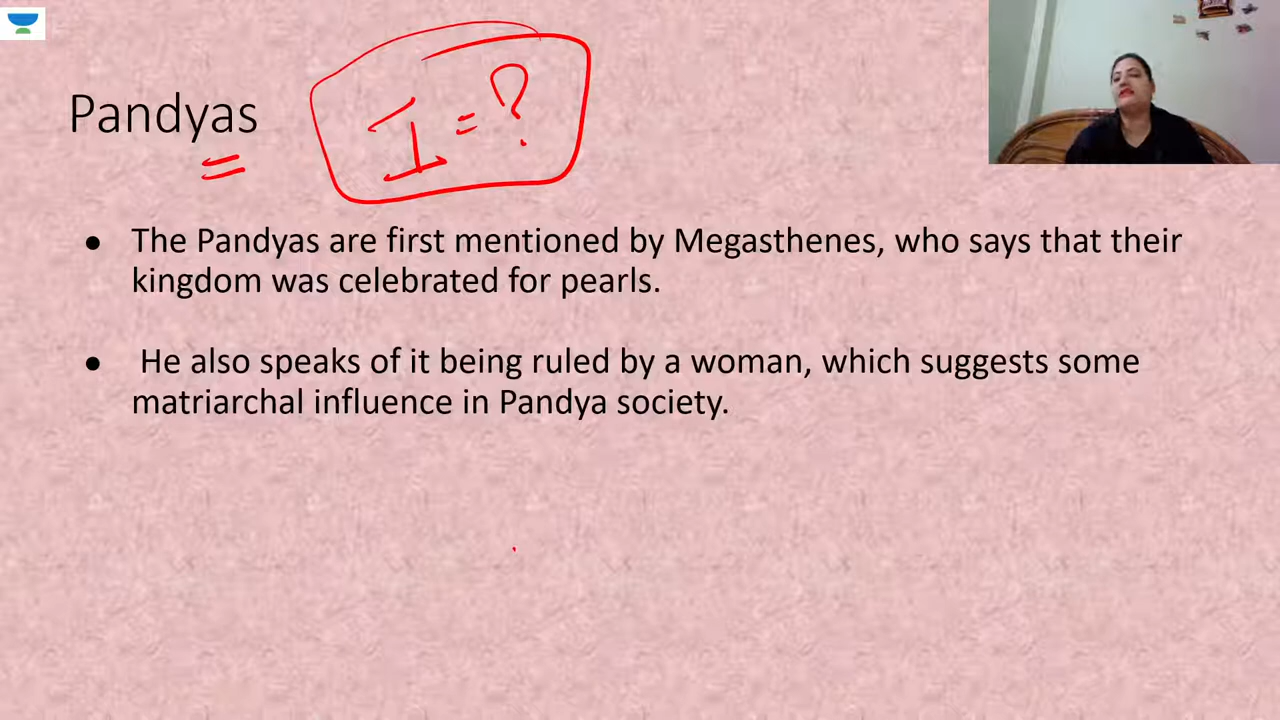 Pandyas
I = ?
● The Pandyas are first mentioned by Megasthenes, who says that their
kingdom was celebrated for pearls.
● He also speaks of it being ruled by a woman, which suggests some
matriarchal influence in Pandya society.